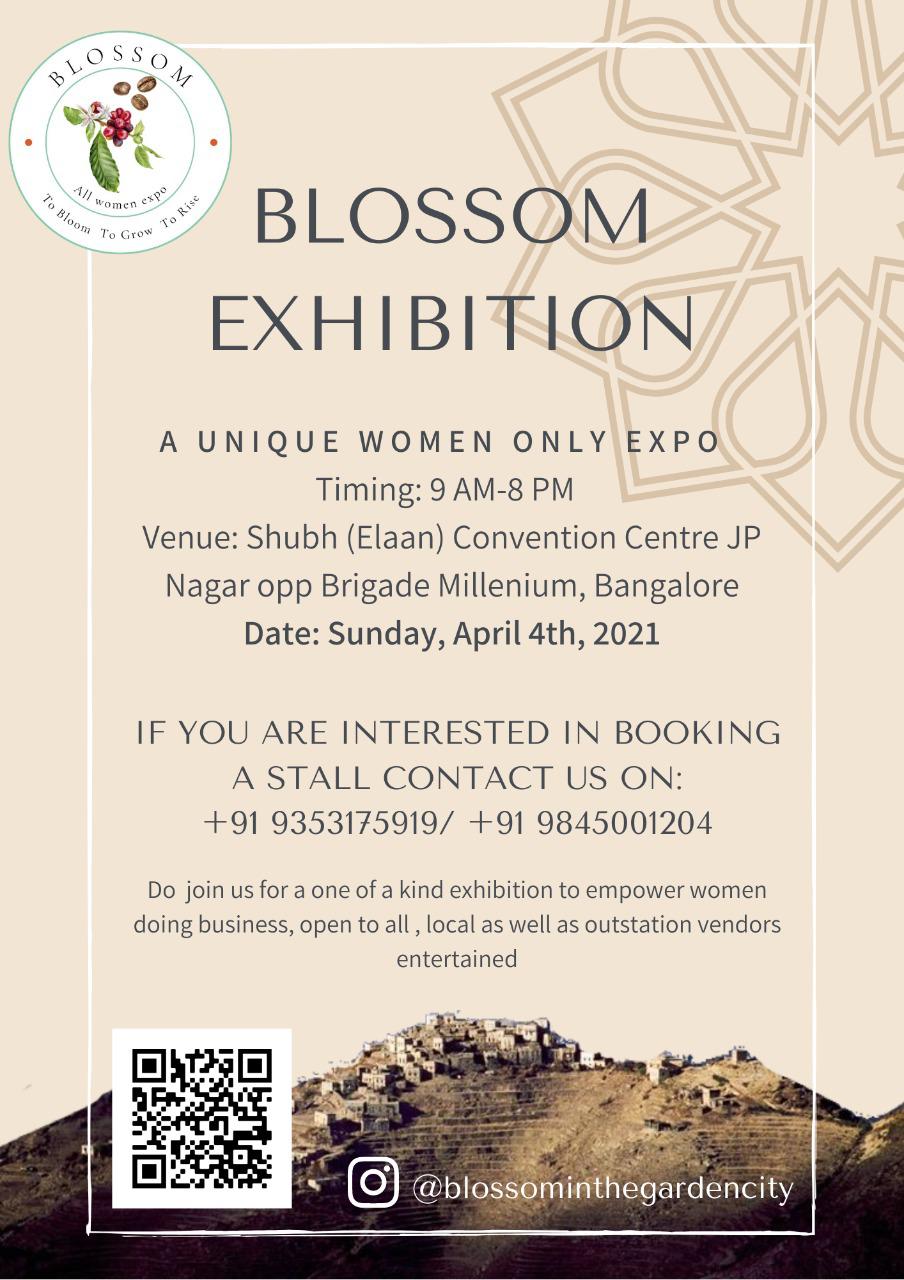 BLOSSOM
All women expo
To Bloom To Grow To Rise
BLOSSOM
EXHIBITION
A UNIQUE WOMEN ONLY EXPO
Timing: 9 AM-8 PM
Venue: Shubh (Elaan) Convention Centre JP
Nagar opp Brigade Millenium, Bangalore
Date: Sunday, April 4th, 2021
IF YOU ARE INTERESTED IN BOOKING
A STALL CONTACT US ON:
+91 9353175919/ +91 9845001204
Do join us for a one of a kind exhibition to empower women
doing business, open to all , local as well as outstation vendors
entertained
@blossominthegardencity